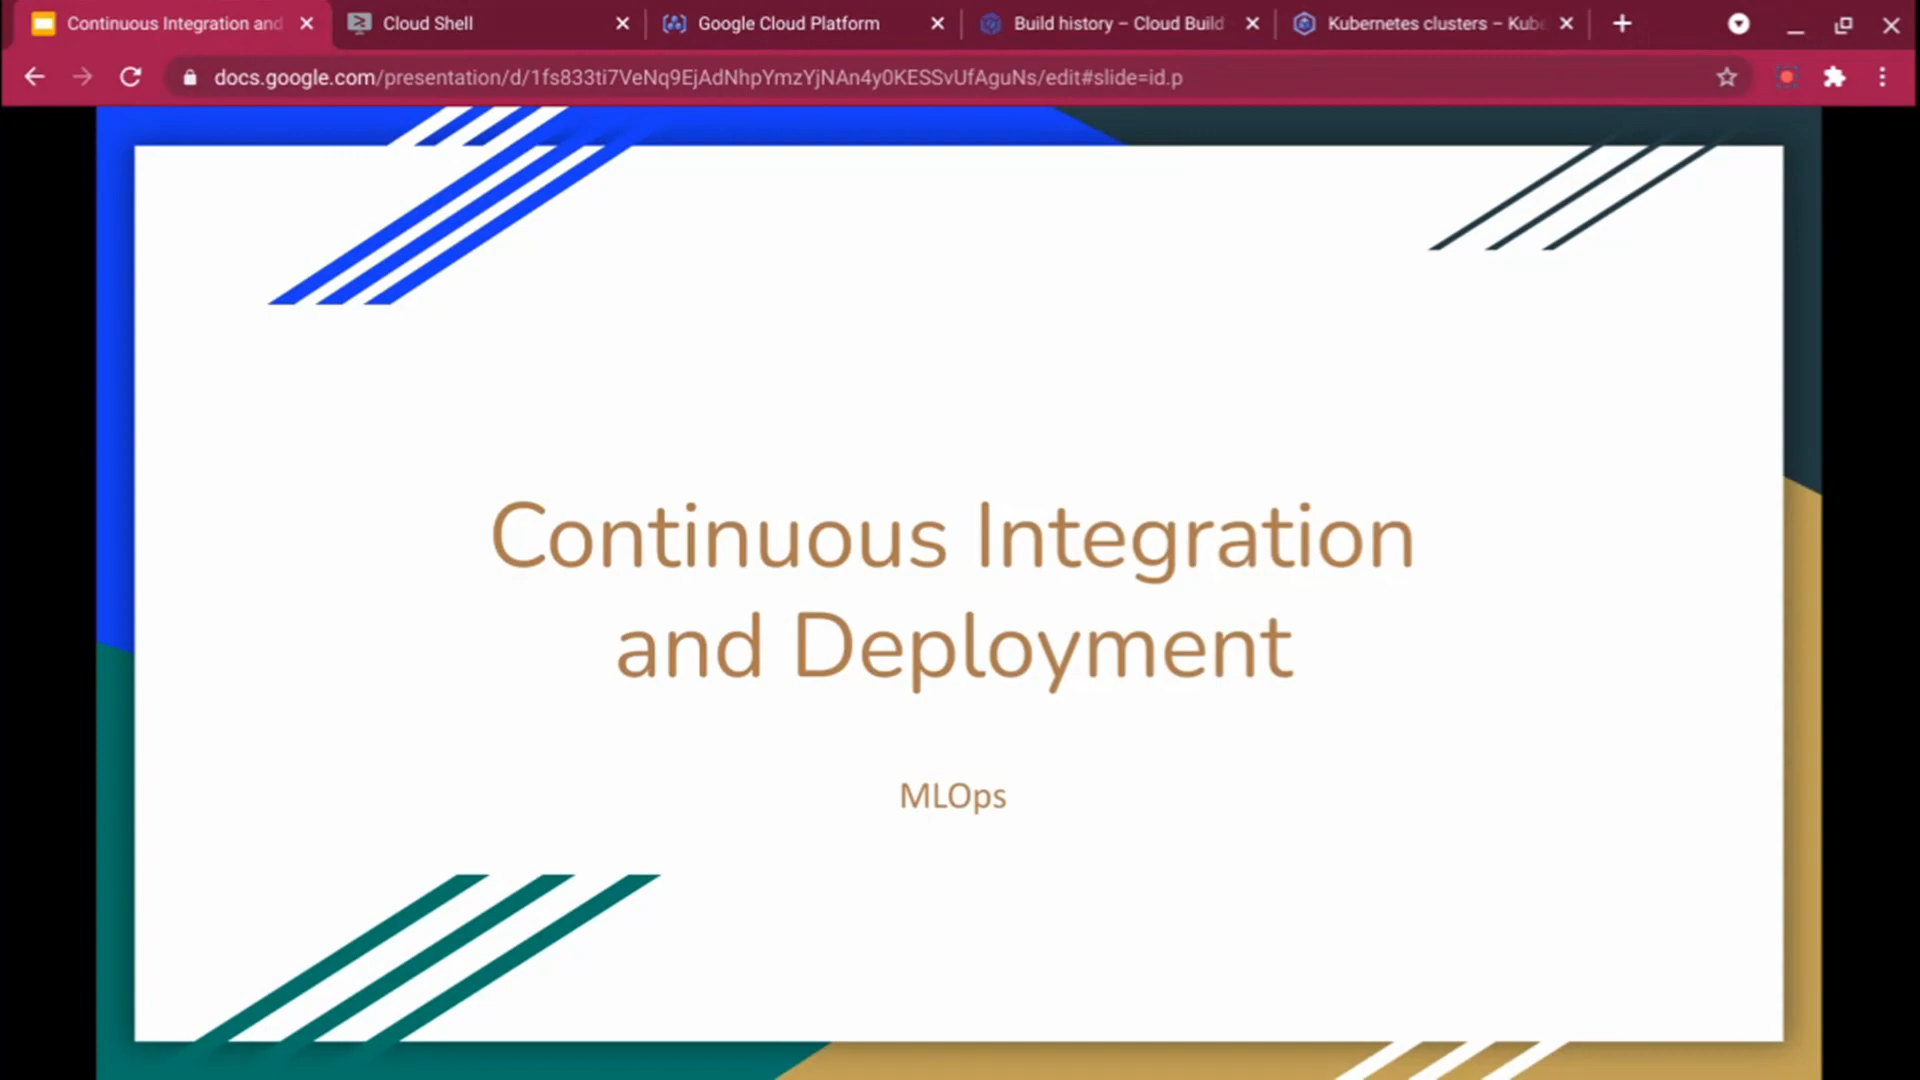 Continuous Integration and
Cloud Shell
Google Cloud Platform
Build history – Cloud Build
Kubernetes clusters – Kube
docs.google.com/presentation/d/1fs833ti7VeNq9EjAdNhpYmzYjNAn4y0KESSvUfAguNs/edit#slide=id.p
Continuous Integration
and Deployment
MLOps